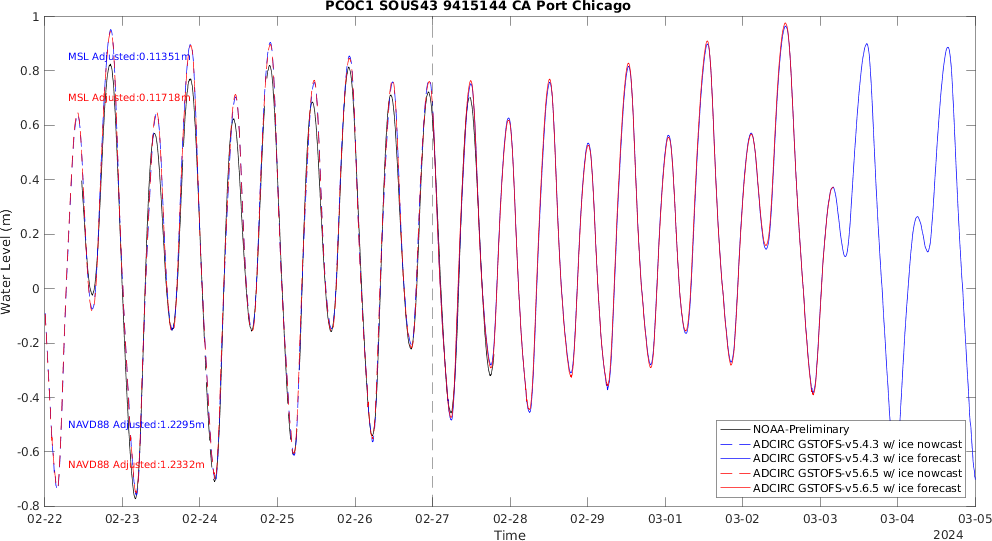 PCOC1 SOUS43 9415144 CA Port Chicago
Water Level (m)
1
0.8
0.6
0.4
0.2
0
-0.2
-0.4
-0.6
-0.8
MSL Adjusted:0.11351m
MSL Adjusted:0.11718m
NAVD88 Adjusted:1.2295m
NAVD88 Adjusted:1.2332m
NOAA-Preliminary
ADCIRC GSTOFS-v5.4.3 w/ ice nowcast
ADCIRC GSTOFS-v5.4.3 w/ ice forecast
ADCIRC GSTOFS-v5.6.5 w/ ice nowcast
ADCIRC GSTOFS-v5.6.5 w/ ice forecast
02-22 02-23 02-24 02-25 02-26 02-27 02-28 02-29 03-01 03-02 03-03 03-04 03-05
Time
2024